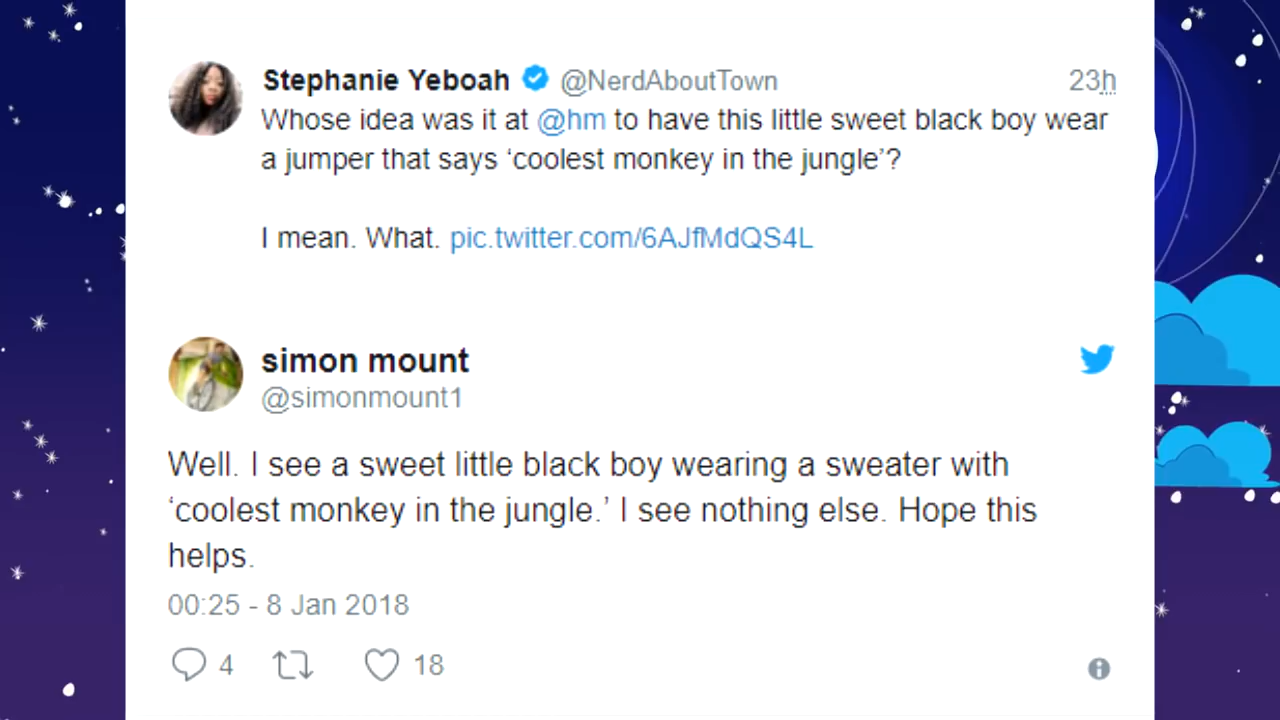 Stephanie Yeboah @NerdAboutTown 23h
Whose idea was it at @hm to have this little sweet black boy wear
a jumper that says ‘coolest monkey in the jungle’?
I mean. What. pic.twitter.com/6AJfMdQS4L
simon mount
@simonmount1
Well. I see a sweet little black boy wearing a sweater with
‘coolest monkey in the jungle.’ I see nothing else. Hope this
helps.
00:25 - 8 Jan 2018
4 18